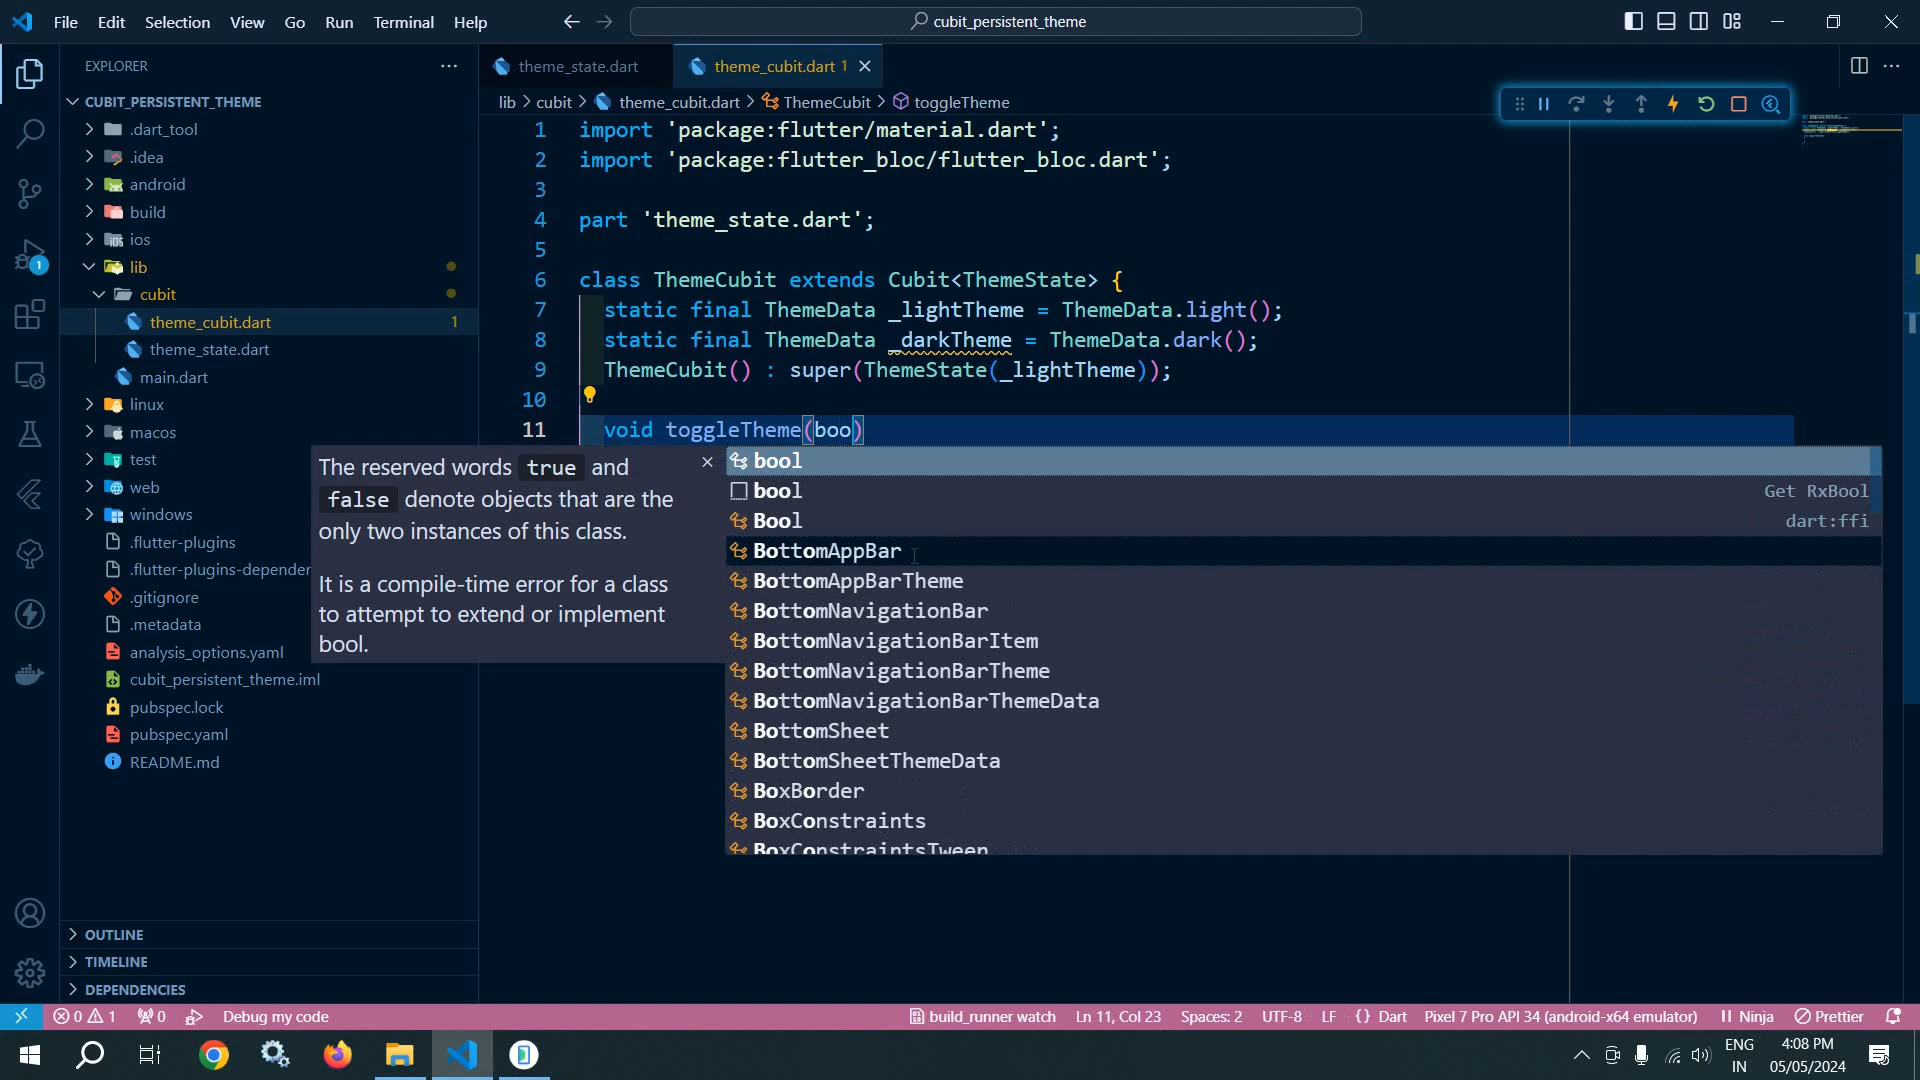 File Edit Selection View Go Run Terminal Help
cubit_persistent_theme
EXPLORER
CUBIT_PERSISTENT_THEME
.dart_tool
.idea
android
build
ios
lib
cubit
theme_cubit.dart 1
theme_state.dart
main.dart
linux
macos
test
web
windows
.flutter-plugins
.flutter-plugins-depender
.gitignore
.metadata
analysis_options.yaml
cubit_persistent_theme.iml
pubspec.lock
pubspec.yaml
README.md
OUTLINE
TIMELINE
DEPENDENCIES
theme_state.dart
theme_cubit.dart 1
lib > cubit > theme_cubit.dart > ThemeCubit > toggleTheme
1 import 'package:flutter/material.dart';
2 import 'package:flutter_bloc/flutter_bloc.dart';
3
4 part 'theme_state.dart';
5
6 class ThemeCubit extends Cubit<ThemeState> {
7 static final ThemeData _lightTheme = ThemeData.light();
8 static final ThemeData _darkTheme = ThemeData.dark();
9 ThemeCubit() : super(ThemeState(_lightTheme));
10
11 void toggleTheme(boo)
The reserved words true and
false denote objects that are the
only two instances of this class.
It is a compile-time error for a class
to attempt to extend or implement
bool.
bool
bool Get RxBool
Bool dart:ffi
BottomAppBar
BottomAppBarTheme
BottomNavigationBar
BottomNavigationBarItem
BottomNavigationBarTheme
BottomNavigationBarThemeData
BottomSheet
BottomSheetThemeData
BoxBorder
BoxConstraints
BoxConstraintsTween
1
0 1 0 Debug my code
build_runner watch Ln 11, Col 23 Spaces: 2 UTF-8 LF {} Dart Pixel 7 Pro API 34 (android-x64 emulator) Ninja Prettier
ENG
IN
4:08 PM
05/05/2024